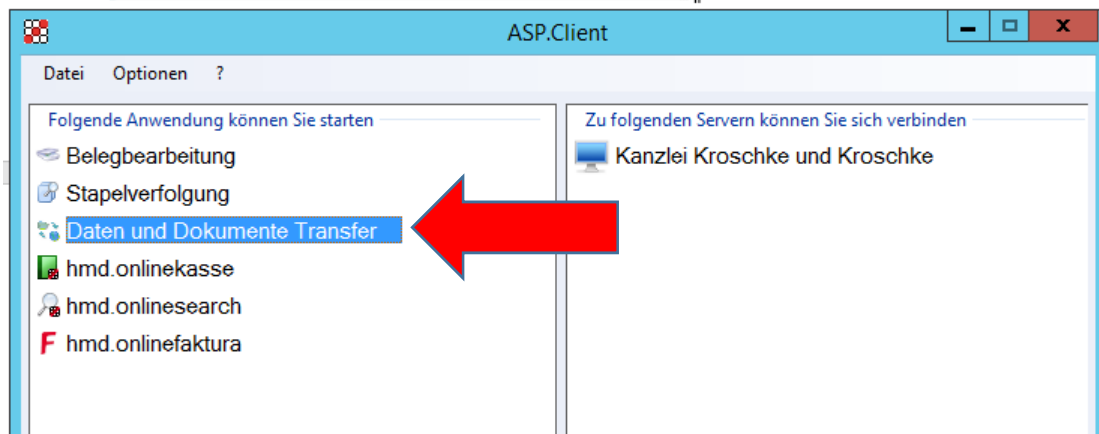 ASP.Client
Datei Optionen ?
Folgende Anwendung können Sie starten
Belegbearbeitung
Stapelverfolgung
Daten und Dokumente Transfer
hmd.onlinekasse
hmd.onlinesearch
hmd.onlinefaktura
Zu folgenden Servern können Sie sich verbinden
Kanzlei Kroschke und Kroschke